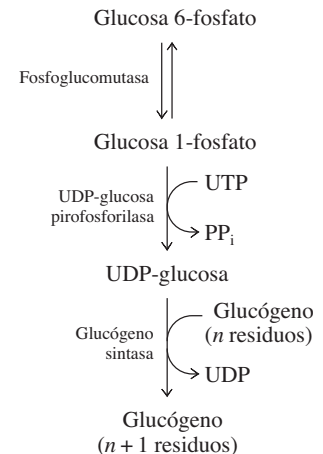 Glucosa 6-fosfato
Fosfoglucomutasa
Glucosa 1-fosfato
UTP
UDP-glucosa
pirofosforilasa
PPi
UDP-glucosa
Glucógeno
(n residuos)
Glucógeno
sintasa
UDP
Glucógeno
(n + 1 residuos)